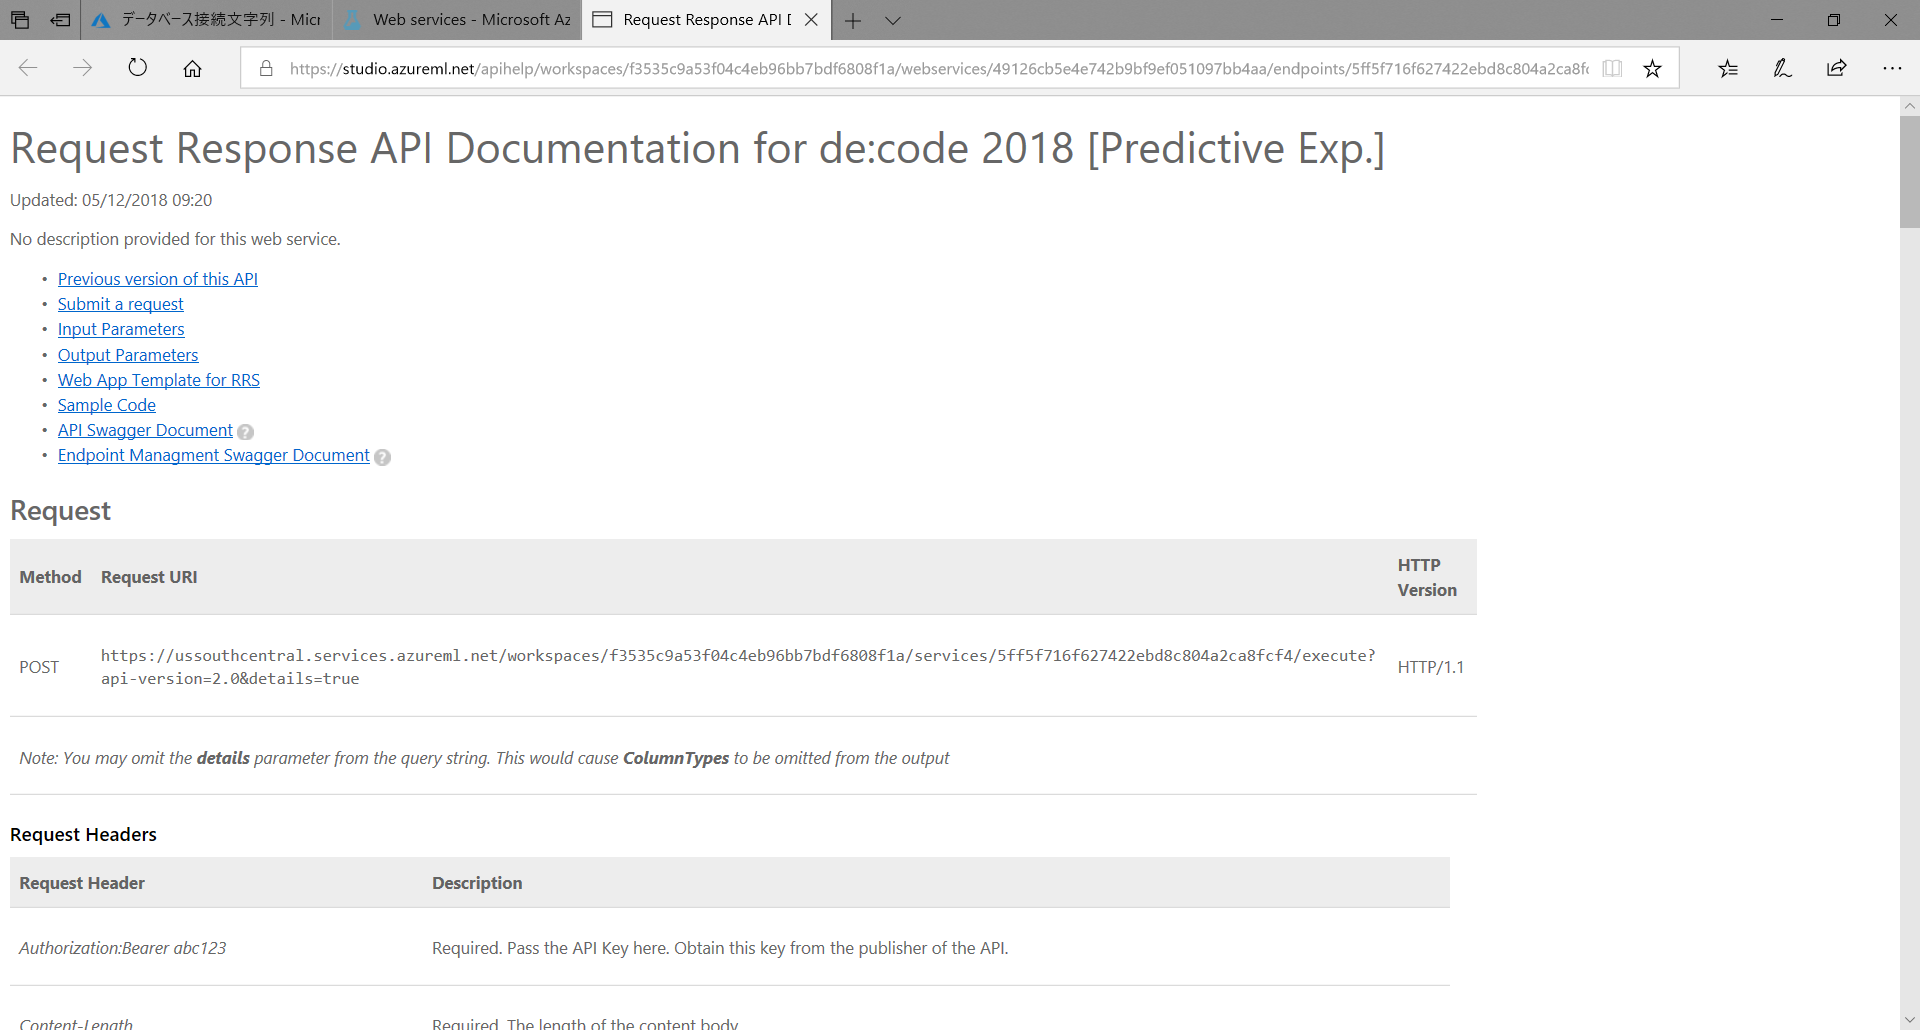 データベース接続文字列 - Micr
Web services - Microsoft Az
Request Response API D
https://studio.azureml.net/apihelp/workspaces/f3535c9a53f04c4eb96bb7bdf6808f1a/webservices/49126cb5e4e742b9bf9ef051097bb4aa/endpoints/5ff5f716f627422ebd8c804a2ca8fc
Request Response API Documentation for de:code 2018 [Predictive Exp.]
Updated: 05/12/2018 09:20
No description provided for this web service.
• Previous version of this API
• Submit a request
• Input Parameters
• Output Parameters
• Web App Template for RRS
• Sample Code
• API Swagger Document ?
• Endpoint Managment Swagger Document ?
Request
Method Request URI HTTP Version
POST https://ussouthcentral.services.azureml.net/workspaces/f3535c9a53f04c4eb96bb7bdf6808f1a/services/5ff5f716f627422ebd8c804a2ca8fcf4/execute?
api-version=2.0&details=true HTTP/1.1
Note: You may omit the details parameter from the query string. This would cause ColumnTypes to be omitted from the output
Request Headers
Request Header Description
Authorization:Bearer abc123 Required. Pass the API Key here. Obtain this key from the publisher of the API.
Content-Length Required. The length of the content body